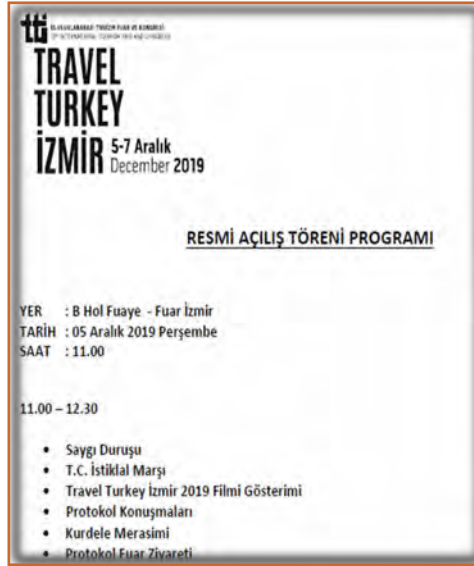 tti
TRAVEL
TURKEY
İZMİR 5-7 Aralık
December 2019
RESMİ AÇILIŞ TÖRENİ PROGRAMI
YER : B Hol Fuaye - Fuar İzmir
TARİH : 05 Aralık 2019 Perşembe
SAAT : 11.00
11.00 – 12.30
• Saygı Duruşu
• T.C. İstiklal Marşı
• Travel Turkey İzmir 2019 Filmi Gösterimi
• Protokol Konuşmaları
• Kurdele Merasimi
• Protokol Fuar Ziyareti